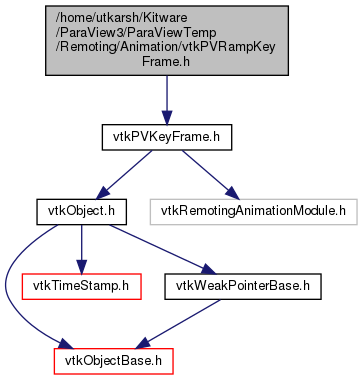 /home/utkarsh/Kitware
/ParaView3/ParaViewTemp
/Remoting/Animation/vtkPVRampKey
Frame.h
vtkPVKeyFrame.h
vtkObject.h
vtkRemotingAnimationModule.h
vtkTimeStamp.h
vtkWeakPointerBase.h
vtkObjectBase.h